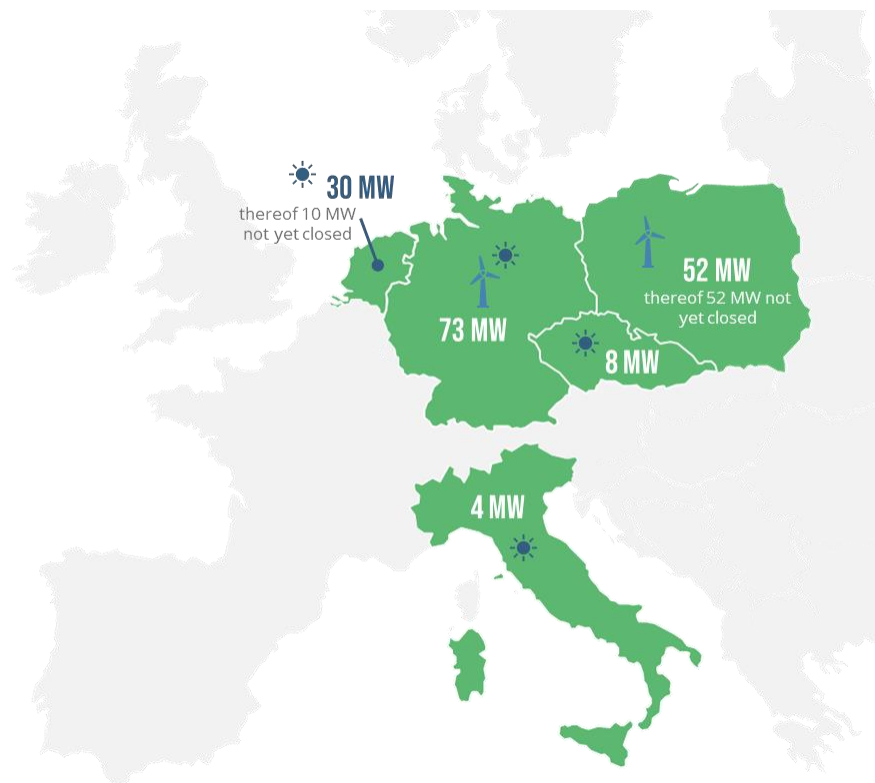 30 MW
thereof 10 MW
not yet closed
52 MW
thereof 52 MW not
yet closed
73 MW
8 MW
4 MW